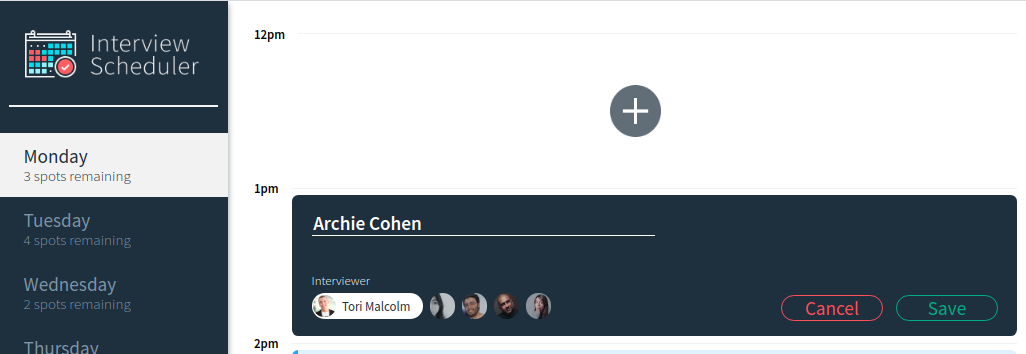 Interview
Scheduler
Monday
3 spots remaining
Tuesday
4 spots remaining
Wednesday
2 spots remaining
Thursday
12pm
1pm
Archie Cohen
Interviewer
Tori Malcolm
Cancel
Save
2pm